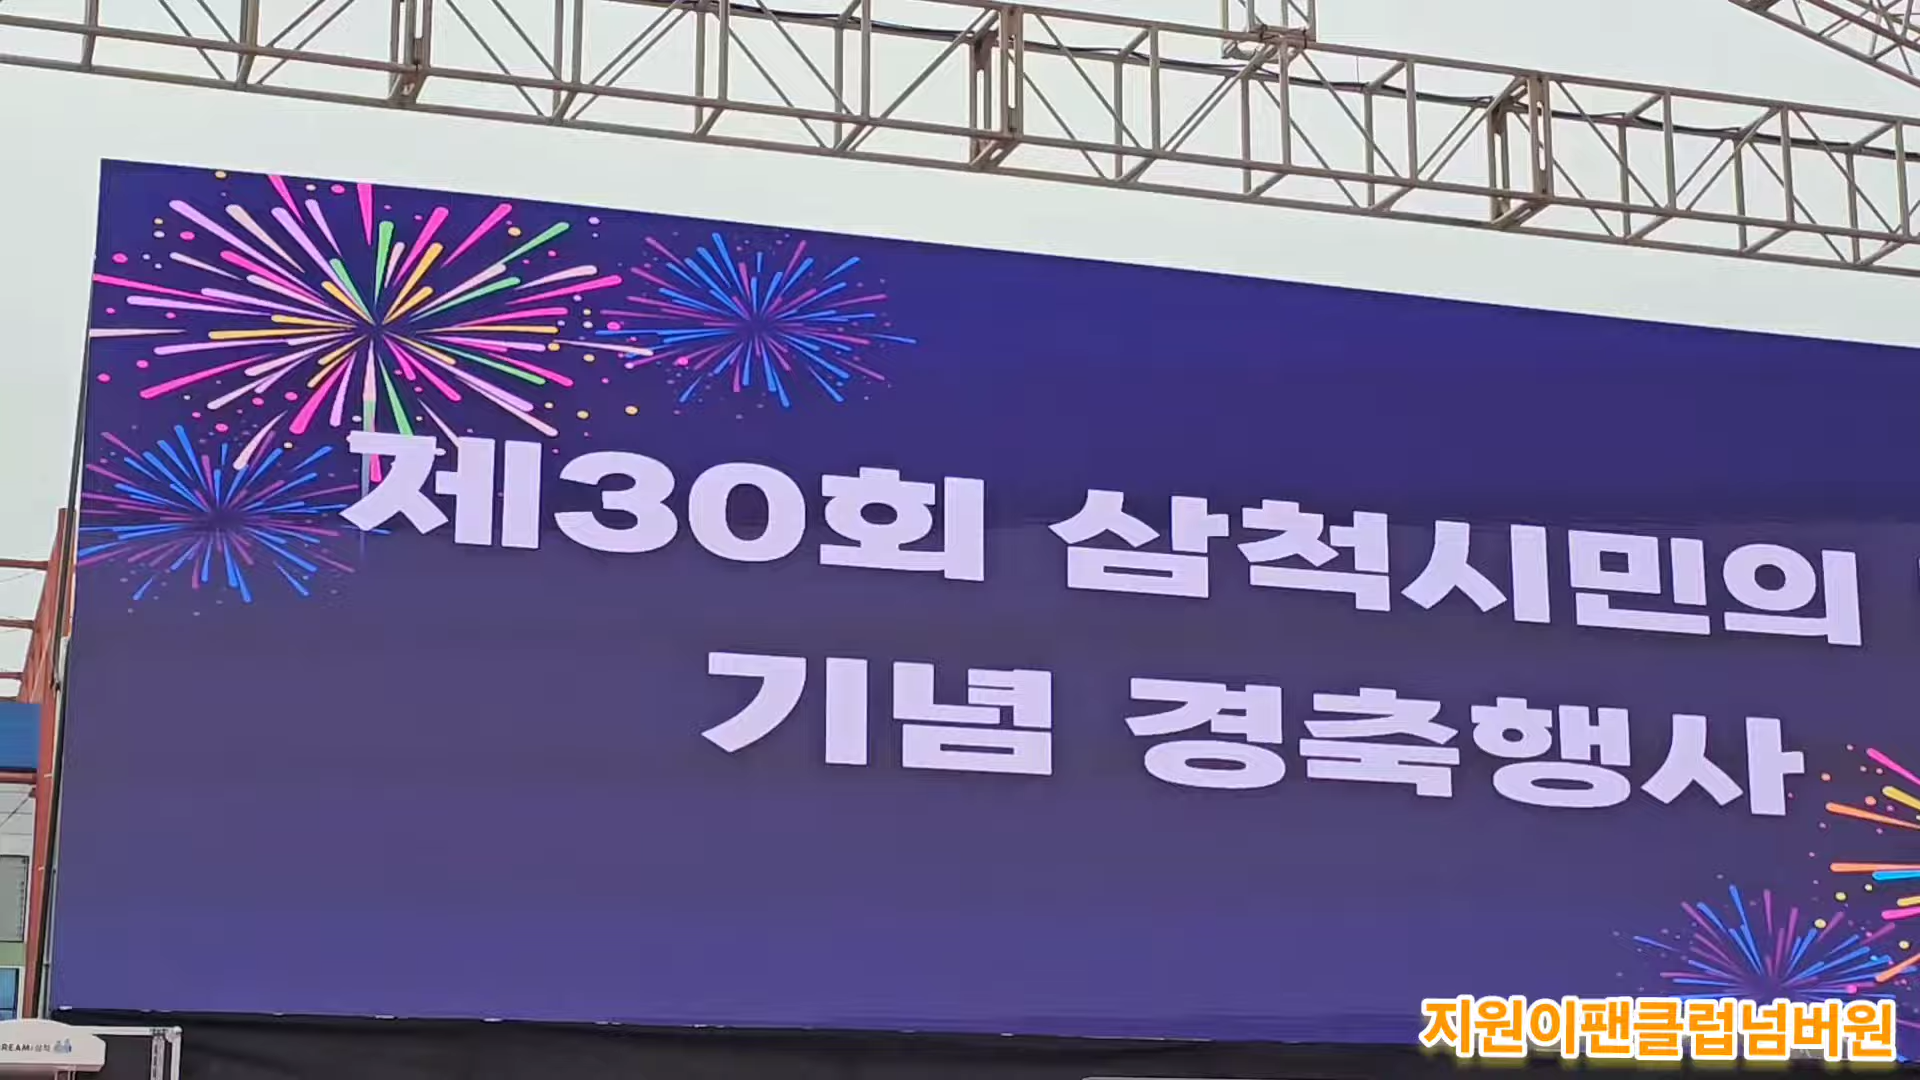 제30회 삼척시민의
기념 경축행사
지원이팬클럽넘버원